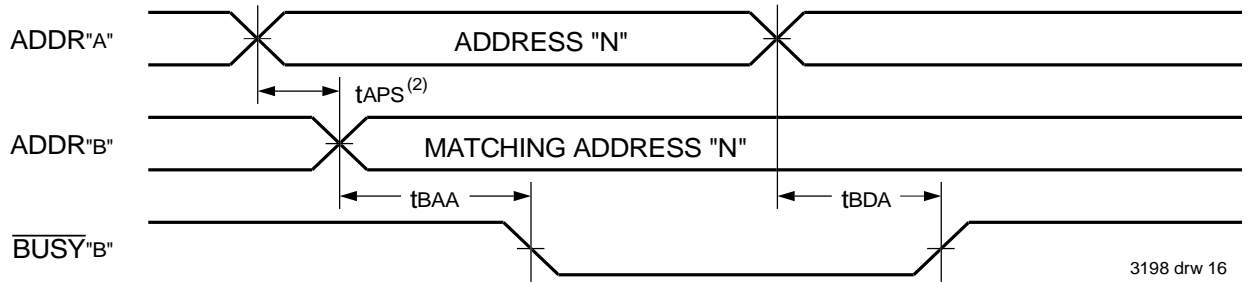 ADDR"A"
ADDRESS "N"
tAPS(2)
ADDR"B"
MATCHING ADDRESS "N"
tBAA
tBDA
BUSY"B"
3198 drw 16